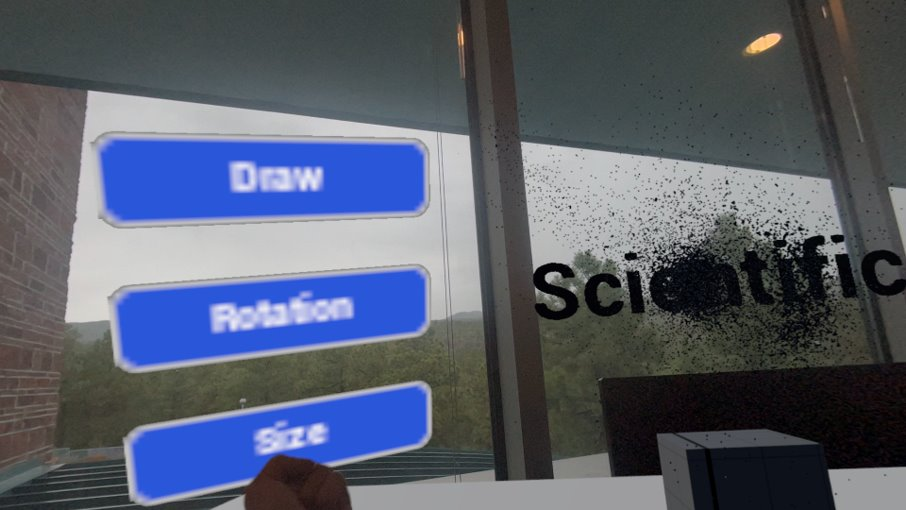 Draw
Rotation
Size
Scientific